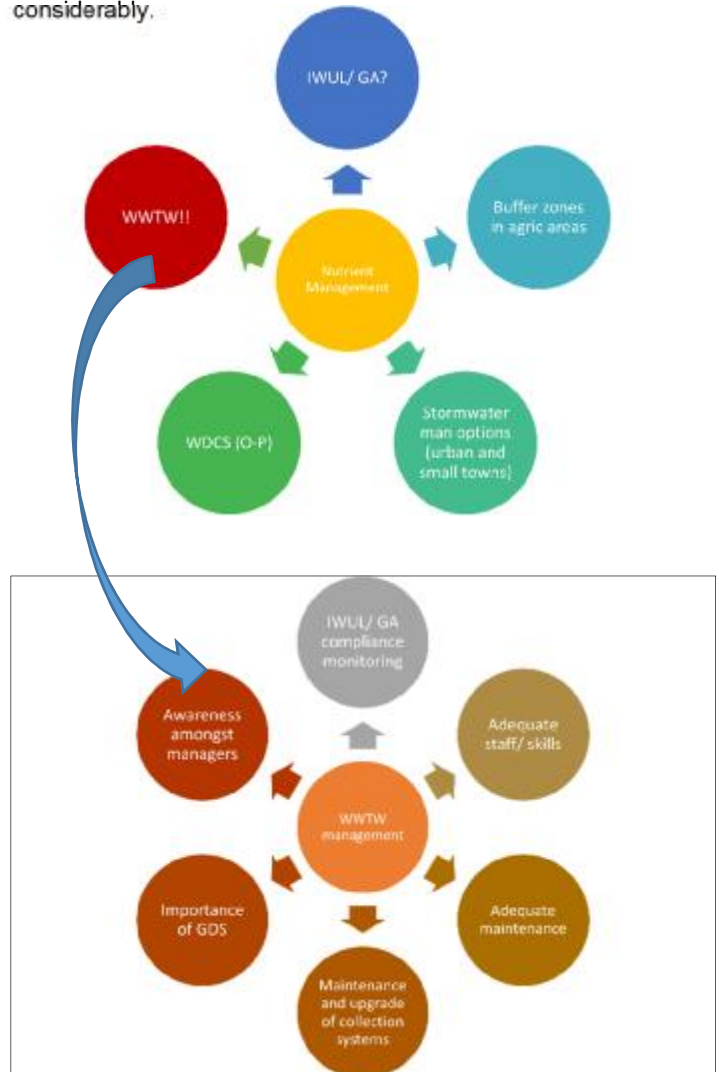 considerably.
IWUL/ GA?
WWTW!!
Buffer zones
in agric areas
Nutrient
Management
WDCS (O-P)
Stormwater
man options
(urban and
small towns)
IWUL/ GA
compliance
monitoring
Awareness
amongst
managers
Adequate
staff/ skills
WWTW
management
Importance
of GDS
Adequate
maintenance
Maintenance
and upgrade
of collection
systems